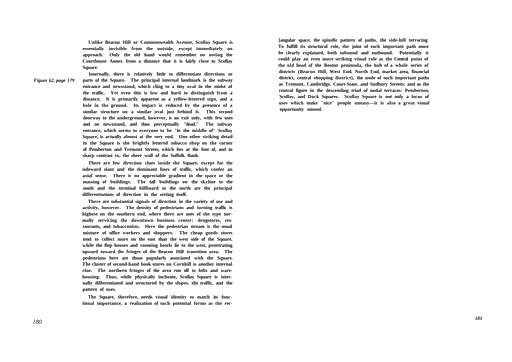 Unlike Beacon Hill or Commonwealth Avenue, Scollay Square is
essentially invisible from the outside, except immediately on
approach. Only the old hand would remember on noting the
Courthouse Annex from a distance that it is fairly close to Scollay
Square.
Internally, there is relatively little to differentiate directions or
Figure 62, page 179
parts of the Square. The principal internal landmark is the subway
entrance and newsstand, which cling to a tiny oval in the midst of
the traffic. Yet even this is low and hard to distinguish from a
distance. It is primarily apparent as a yellow-lettered sign, and a
hole in the ground. Its impact is reduced by the presence of a
similar structure on a similar oval just behind it. This second
doorway to the underground, however, is an exit only, with few uses
and no newsstand, and thus perceptually "dead." The subway
entrance, which seems to everyone to be "in the middle of" Scollay
Square, is actually almost at the very end. One other striking detail
in the Square is the brightly lettered tobacco shop on the corner
of Pemberton and Tremont Streets, which lies at the foot of, and in
sharp contrast to, the sheer wall of the Suffolk Bank.
There are few direction clues inside the Square, except for the
sideward slant and the dominant lines of traffic, which confer an
axial sense. There is no appreciable gradient in the space or the
massing of buildings. The tall buildings on the skyline to the
south and the terminal billboard to the north are the principal
differentiations of direction in the setting itself.
There are substantial signals of direction in the variety of use and
activity, however. The density of pedestrians and turning traffic is
highest on the southern end, where there are uses of the type nor-
mally servicing the downtown business center: drugstores, res-
taurants, and tobacconists. Here the pedestrian stream is the usual
mixture of office workers and shoppers. The cheap goods stores
tend to collect more on the east than the west side of the Square,
while the flop houses and rooming hotels lie to the west, penetrating
upward toward the fringes of the Beacon Hill transition area. The
pedestrians here are those popularly associated with the Square.
The cluster of second-hand book stores on Cornhill is another internal
clue. The northern fringes of the area run off to lofts and ware-
housing. Thus, while physically inchoate, Scollay Square is inter-
nally differentiated and structured by the slopes, the traffic, and the
pattern of uses.
The Square, therefore, needs visual identity to match its func-
tional importance, a realization of such potential forms as the rec-
180
tangular space, the spindle pattern of paths, the side-hill terracing
To fulfill its structural role, the joint of each important path must
be clearly explained, both inbound and outbound. Potentially it
could play an even more striking visual role as the Central point of
the old head of the Boston peninsula, the hub of a whole series of
districts (Beacon Hill, West End, North End, market area, financial
district, central shopping district), the node of such important paths
as Tremont, Cambridge, Court-State, and Sudbury Streets; and as the
central figure in the descending triad of nodal terraces: Pemberton,
Scollay, and Dock Squares. Scollay Square is not only a locus of
uses which make "nice" people uneasy—it is also a great visual
opportunity missed.
181